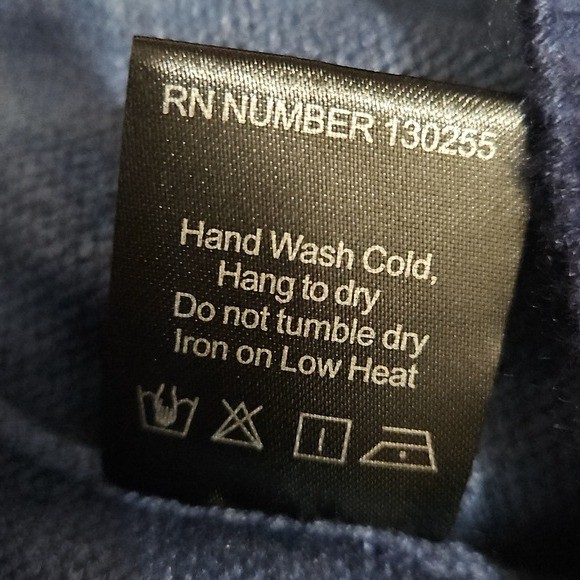 RN NUMBER 130255
Hand Wash Cold,
Hang to dry
Do not tumble dry
Iron on Low Heat